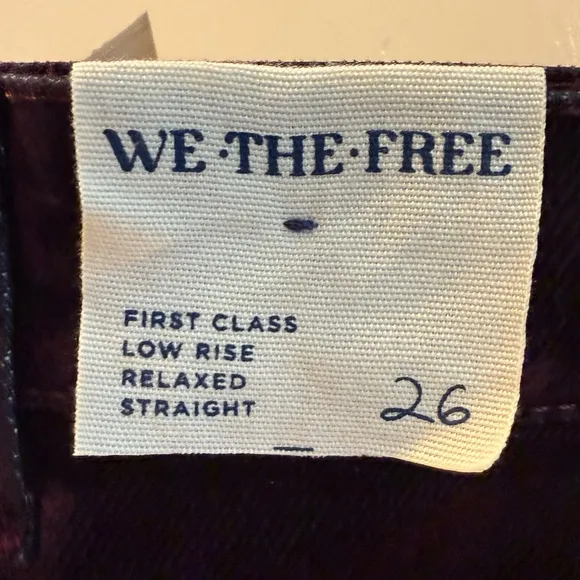 WE·THE·FREE
FIRST CLASS
LOW RISE
RELAXED
STRAIGHT
26